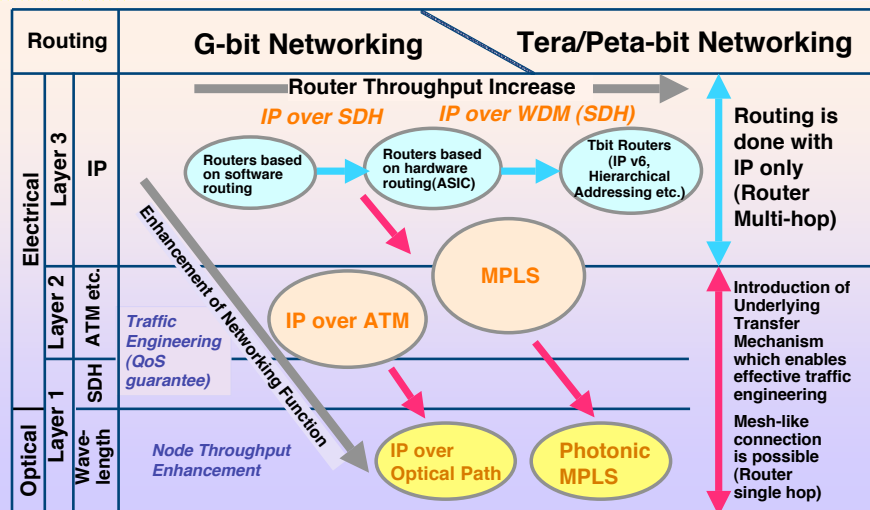 Routing
G-bit Networking
Tera/Peta-bit Networking
Router Throughput Increase
IP over SDH
IP over WDM (SDH)
Electrical
Layer 3
IP
Routers based
on software
routing
Routers based
on hardware
routing(ASIC)
Tbit Routers
(IP v6,
Hierarchical
Addressing etc.)
Routing is
done with
IP only
(Router
Multi-hop)
Enhancement of Networking Function
MPLS
Layer 2
ATM etc.
IP over ATM
Traffic
Engineering
(QoS
guarantee)
Introduction of
Underlying
Transfer
Mechanism
which enables
effective traffic
engineering
Layer 1
SDH
Optical
Wave-
length
Node Throughput
Enhancement
IP over
Optical Path
Photonic
MPLS
Mesh-like
connection
is possible
(Router
single hop)